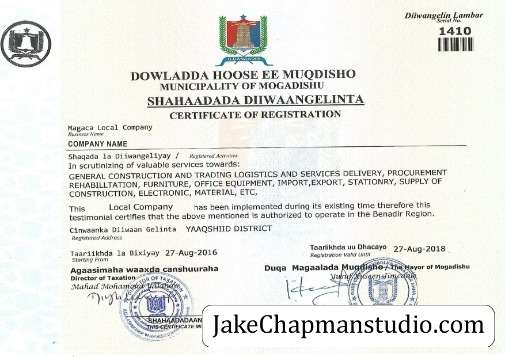 Diiwangelin Lambar
Serial No.
1410
DOWLADDA HOOSE EE MUQDISHO
MUNICIPALITY OF MOGADISHU
SHAHAADADA DIIWAANGELINTA
CERTIFICATE OF REGISTRATION
Magaca Local Company
Business Name
COMPANY NAME
Shaqada la Diiwangeliyay / Registered Activities
In scrutinizing of valuable services towards:
GENERAL CONSTRUCTION AND TRADING LOGISTICS AND SERVICES DELIVERY, PROCUREMENT
REHABILLTATION, FURNITURE, OFFICE EQUIPMENT, IMPORT,EXPORT, STATIONRY, SUPPLY OF
CONSTRUCTION, ELECTRONIC, MATERIAL, ETC,
This Local Company has been implemented during its existing time therefore this
testimonial certifies that the above mentioned is authorized to operate in the Benadir Region.
Cinwaanka Diiwaan Gelinta YAAQSHIID DISTRICT
Registered Address
Taariikhda la Bixiyay 27-Aug-2016
Starting From
Taariikhda uu Dhacayo 27-Aug-2018
Registration Valid Until
Agaasimaha waaxda canshuuraha
Director of Taxation
Mahad Mohamed
Duqa Magaalada Muqdisho / The Mayor of Mogadishu
SHAHAADADAAN
THIS CERTIFICATE
JakeChapmanstudio.com